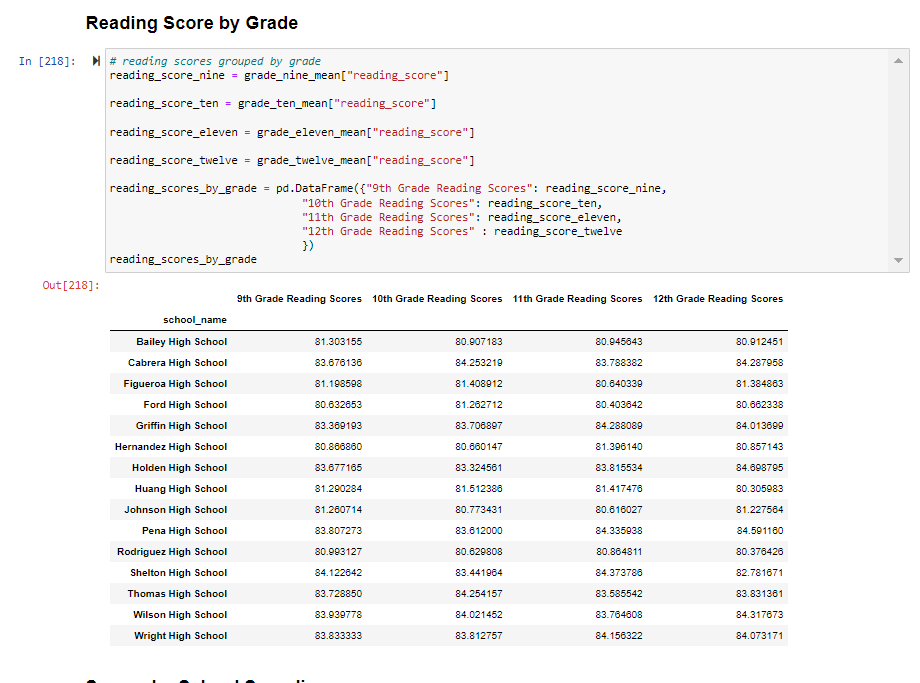 Reading Score by Grade
In [218]:
# reading scores grouped by grade
reading_score_nine = grade_nine_mean["reading_score"]
reading_score_ten = grade_ten_mean["reading_score"]
reading_score_eleven = grade_eleven_mean["reading_score"]
reading_score_twelve = grade_twelve_mean["reading_score"]
reading_scores_by_grade = pd.DataFrame({"9th Grade Reading Scores": reading_score_nine,
"10th Grade Reading Scores": reading_score_ten,
"11th Grade Reading Scores": reading_score_eleven,
"12th Grade Reading Scores" : reading_score_twelve
})
reading_scores_by_grade
Out[218]:
9th Grade Reading Scores 10th Grade Reading Scores 11th Grade Reading Scores 12th Grade Reading Scores
school_name
Bailey High School 81.303155 80.907183 80.945643 80.912451
Cabrera High School 83.676136 84.253219 83.788382 84.287958
Figueroa High School 81.198598 81.408912 80.640339 81.384863
Ford High School 80.632653 81.262712 80.403642 80.662338
Griffin High School 83.369193 83.706897 84.288089 84.013699
Hernandez High School 80.866860 80.660147 81.396140 80.857143
Holden High School 83.677165 83.324561 83.815534 84.698795
Huang High School 81.290284 81.512386 81.417476 80.305983
Johnson High School 81.260714 80.773431 80.616027 81.227564
Pena High School 83.807273 83.612000 84.335938 84.591160
Rodriguez High School 80.993127 80.629808 80.864811 80.376426
Shelton High School 84.122642 83.441964 84.373786 82.781671
Thomas High School 83.728850 84.254157 83.585542 83.831361
Wilson High School 83.939778 84.021452 83.764608 84.317673
Wright High School 83.833333 83.812757 84.156322 84.073171